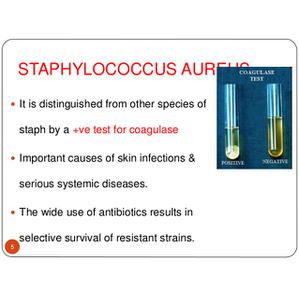 STAPHYLOCOCCUS AUREUS
COAGULASE
TEST
POSITIVE
NEGATIVE
• It is distinguished from other species of
staph by a +ve test for coagulase
• Important causes of skin infections &
serious systemic diseases.
• The wide use of antibiotics results in
selective survival of resistant strains.
5